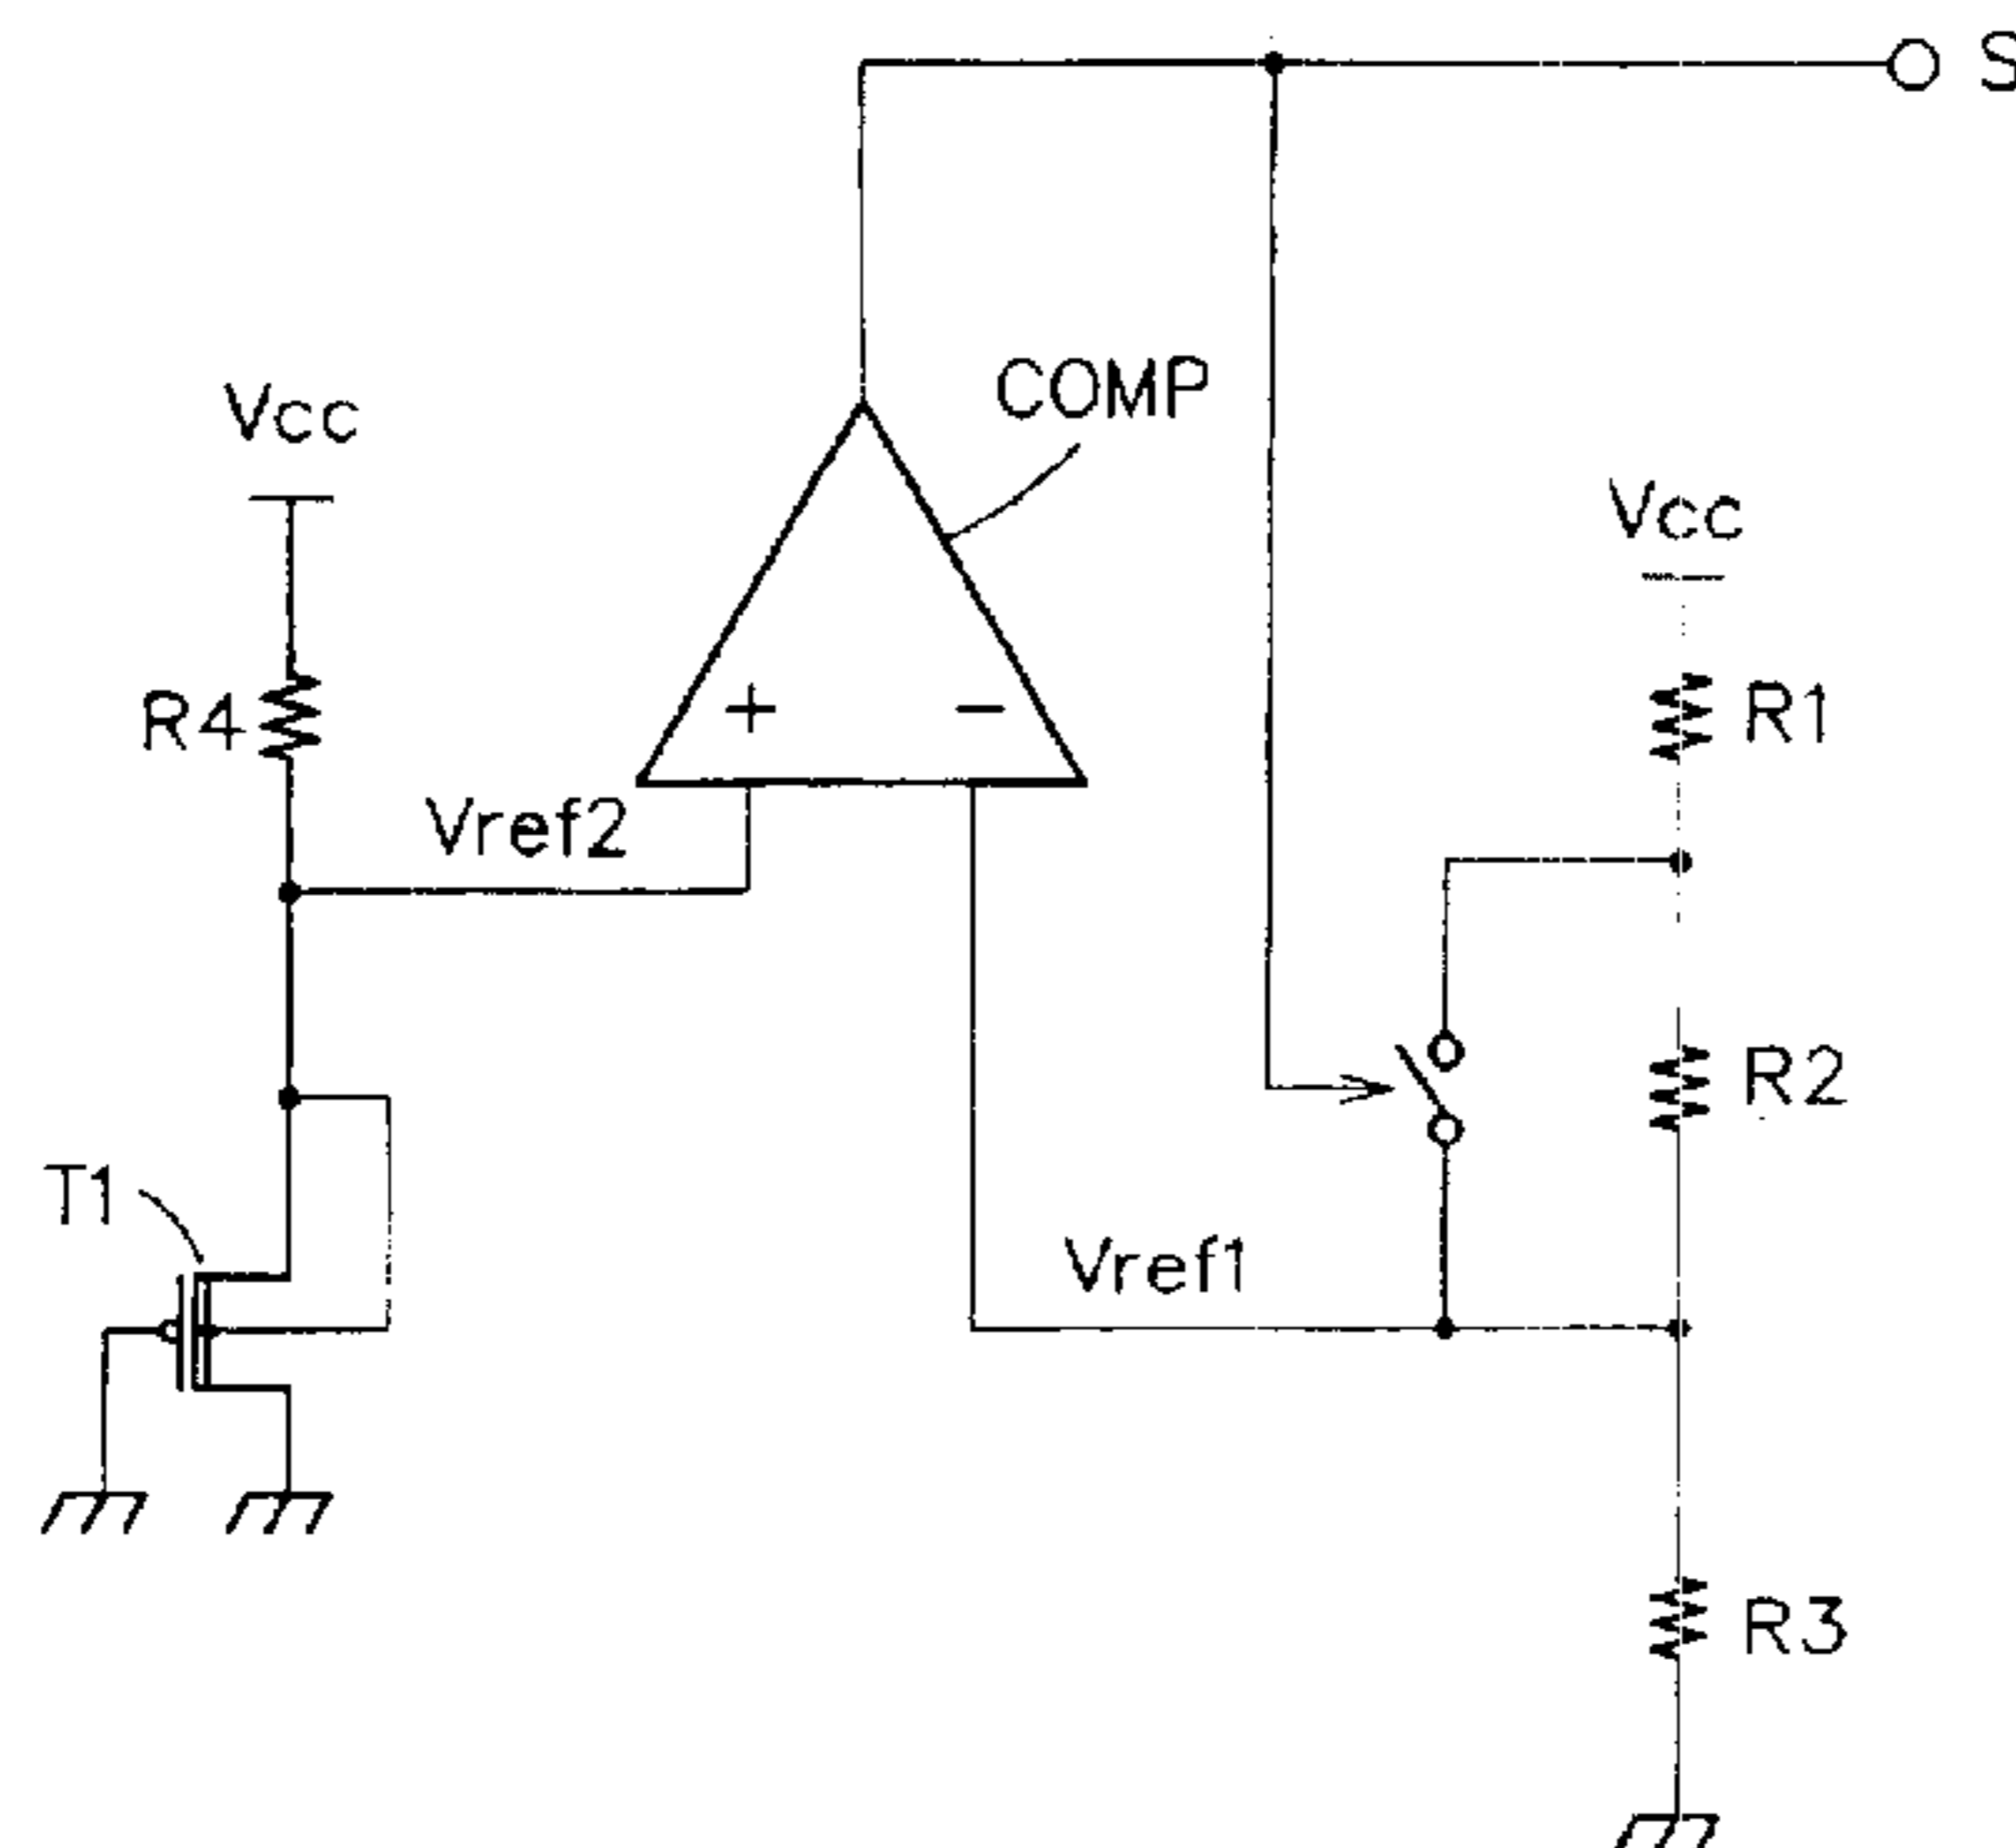 S
COMP
Vcc
Vcc
R4
+
−
R1
Vref2
R2
T1
Vref1
R3